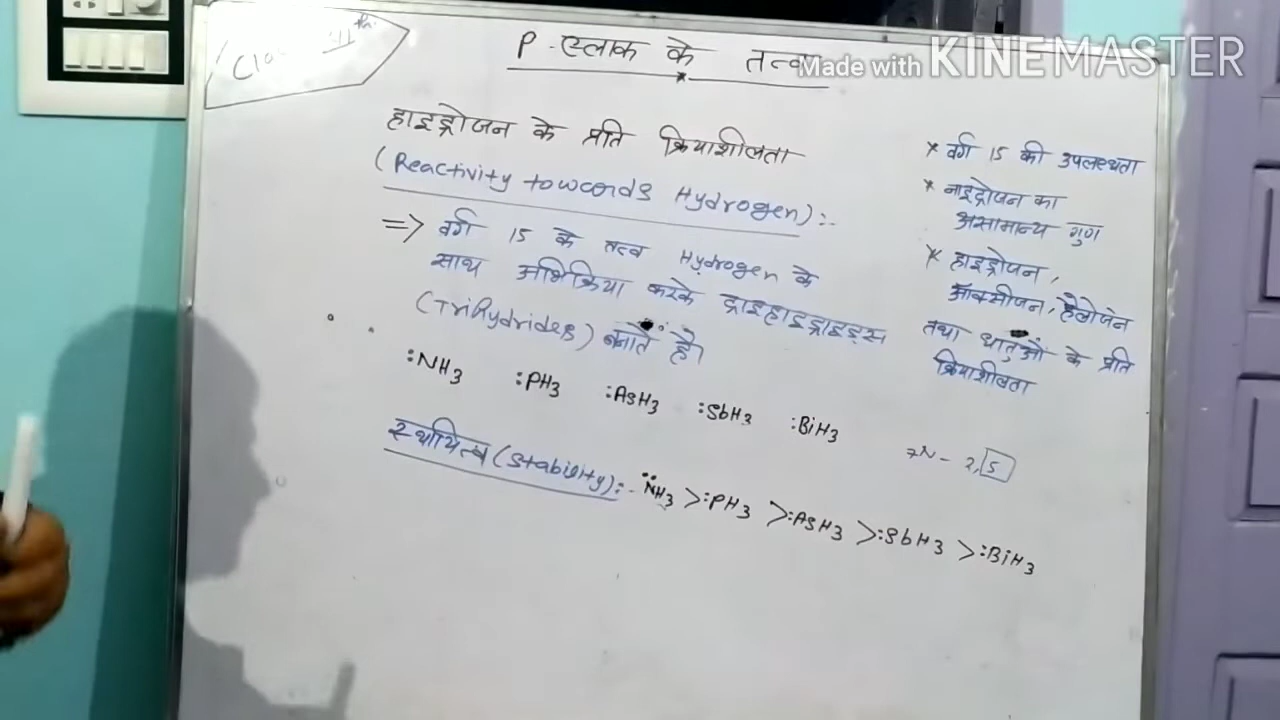 P-ब्लाक के तत्व
Made with KINEMASTER
हाइड्रोजन के प्रति क्रियाशीलता
(Reactivity towards Hydrogen):-
=> वर्ग 15 के तत्व Hydrogen के
साथ अभिक्रिया करके ट्राइहाइड्राइड्स
(TriHydrides) बनाते है।
:NH3 :PH3 :AsH3 :SbH3 :BiH3
स्थायित्व (Stability):- N̈H3 > :PH3 > :AsH3 > :SbH3 > :BiH3
* वर्ग 15 की उपलब्धता
* नाइट्रोजन का
असामान्य गुण
* हाइड्रोजन,
ऑक्सीजन, हैलोजन
तथा धातुओं के प्रति
क्रियाशीलता
7N - 2,5